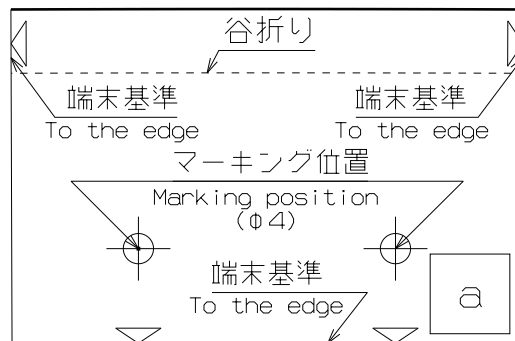 谷折り
端末基準
To the edge
端末基準
To the edge
マーキング位置
Marking position
(φ4)
端末基準
To the edge
a